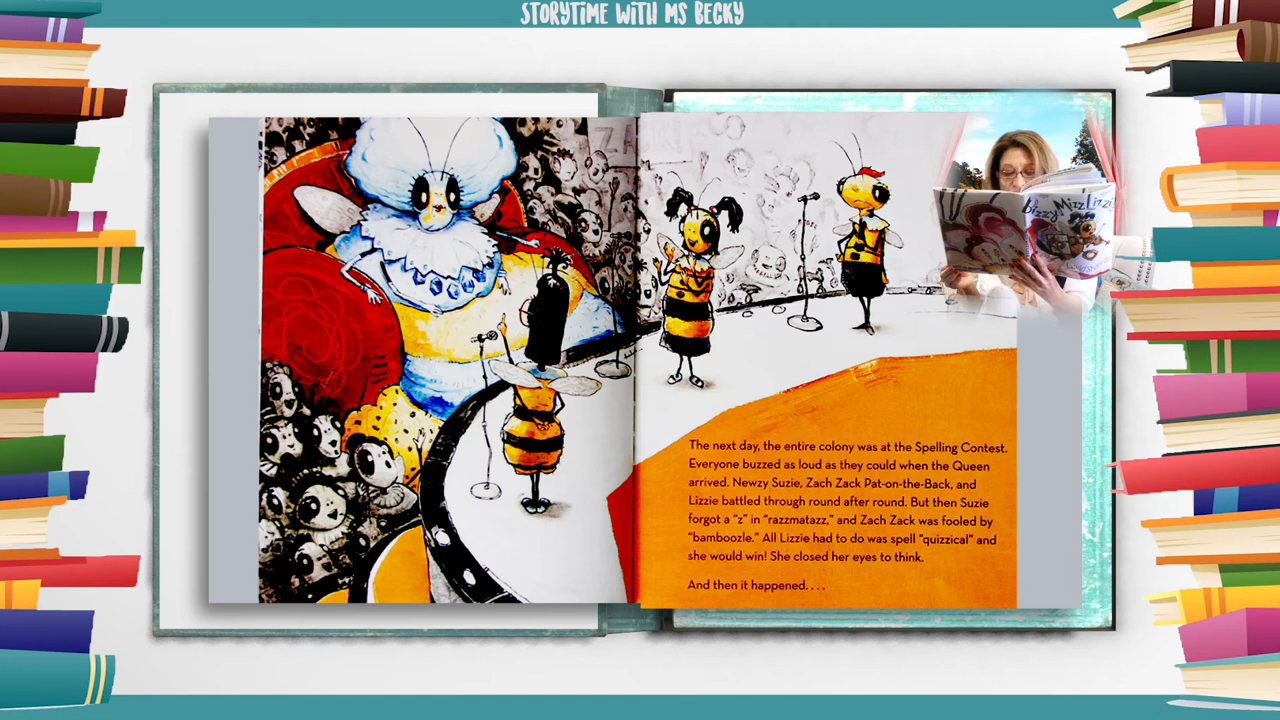 STORYTIME WITH MS BECKY
Bizzy Mizz Lizzie
The next day, the entire colony was at the Spelling Contest.
Everyone buzzed as loud as they could when the Queen
arrived. Newzy Suzie, Zach Zack Pat-on-the-Back, and
Lizzie battled through round after round. But then Suzie
forgot a “z” in “razzmatazz,” and Zach Zack was fooled by
“bamboozle.” All Lizzie had to do was spell “quizzical” and
she would win! She closed her eyes to think.
And then it happened. . . .